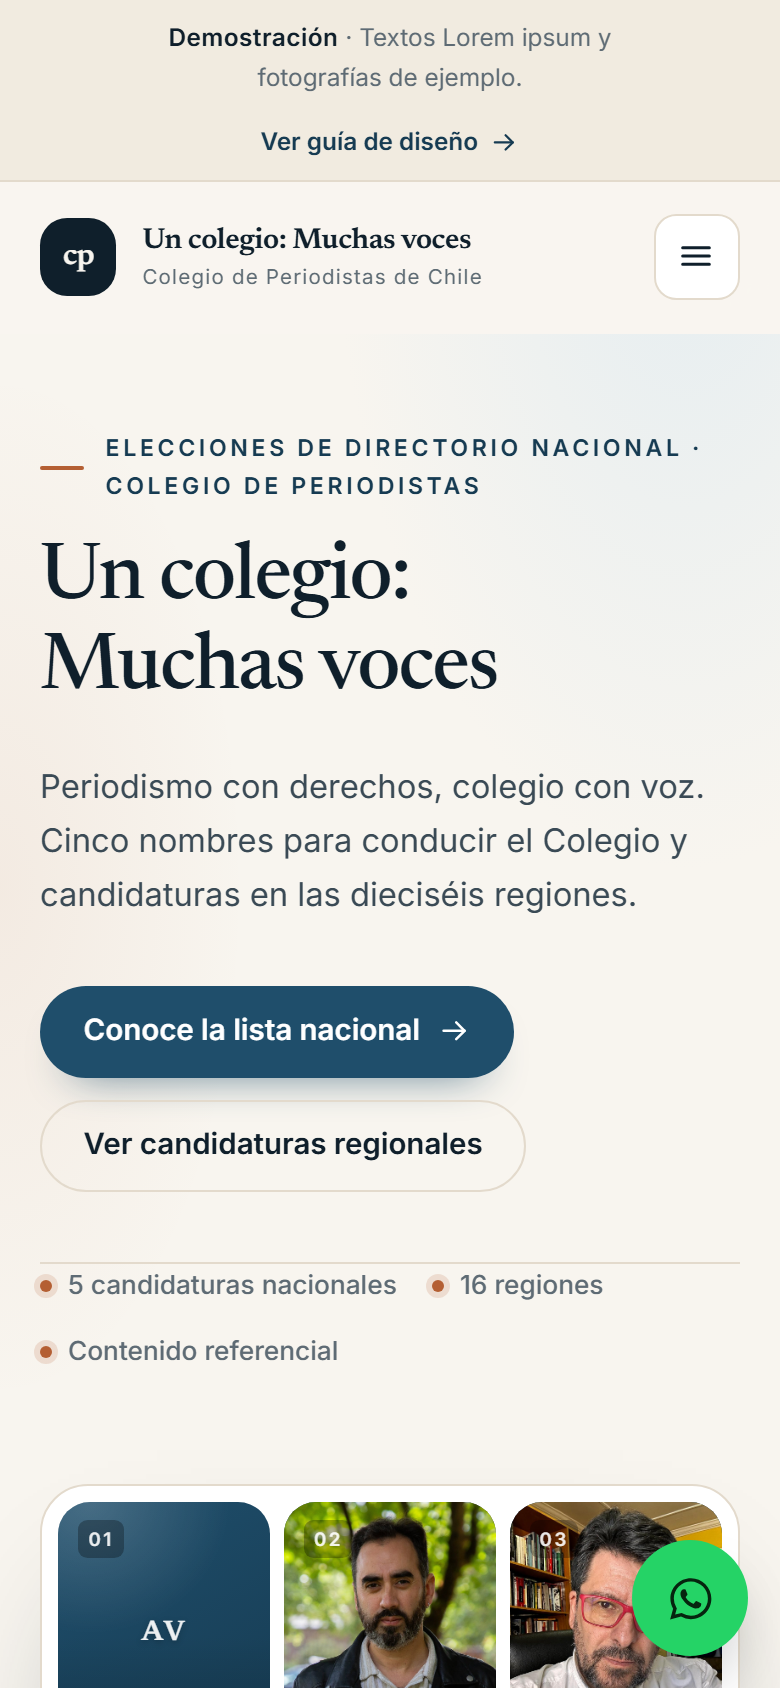 Demostración · Textos Lorem ipsum y
fotografías de ejemplo.
Ver guía de diseño →
cp
Un colegio: Muchas voces
Colegio de Periodistas de Chile
ELECCIONES DE DIRECTORIO NACIONAL ·
COLEGIO DE PERIODISTAS
Un colegio:
Muchas voces
Periodismo con derechos, colegio con voz.
Cinco nombres para conducir el Colegio y
candidaturas en las dieciséis regiones.
Conoce la lista nacional →
Ver candidaturas regionales
5 candidaturas nacionales
16 regiones
Contenido referencial
01
02
03
AV